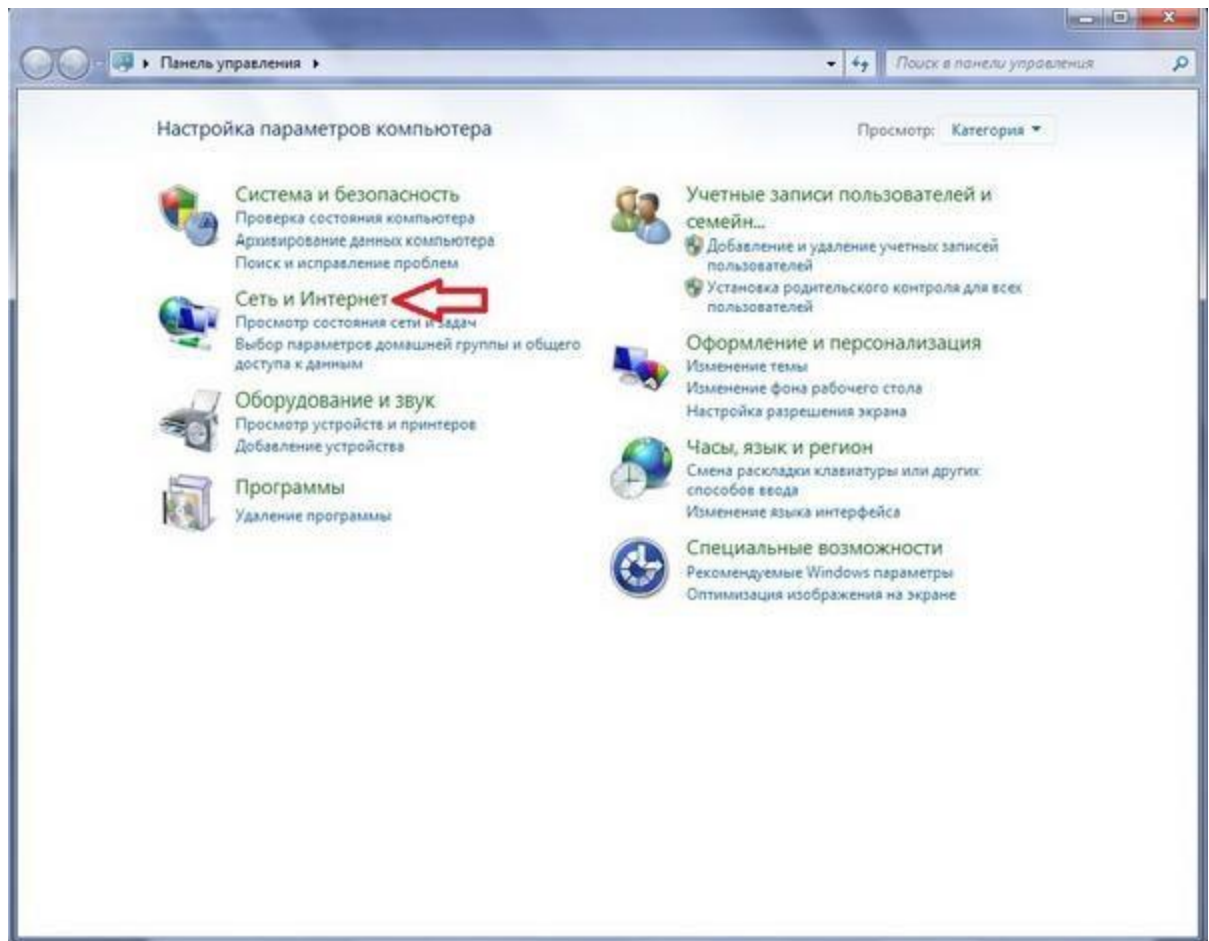 Панель управления
Поиск в панели управления
Настройка параметров компьютера
Просмотр: Категория
Система и безопасность
Проверка состояния компьютера
Архивирование данных компьютера
Поиск и исправление проблем
Сеть и Интернет
Просмотр состояния сети и задач
Выбор параметров домашней группы и общего
доступа к данным
Оборудование и звук
Просмотр устройств и принтеров
Добавление устройства
Программы
Удаление программы
Учетные записи пользователей и
семейн...
Добавление и удаление учетных записей
пользователей
Установка родительского контроля для всех
пользователей
Оформление и персонализация
Изменение темы
Изменение фона рабочего стола
Настройка разрешения экрана
Часы, язык и регион
Смена раскладки клавиатуры или других
способов ввода
Изменение языка интерфейса
Специальные возможности
Рекомендуемые Windows параметры
Оптимизация изображения на экране